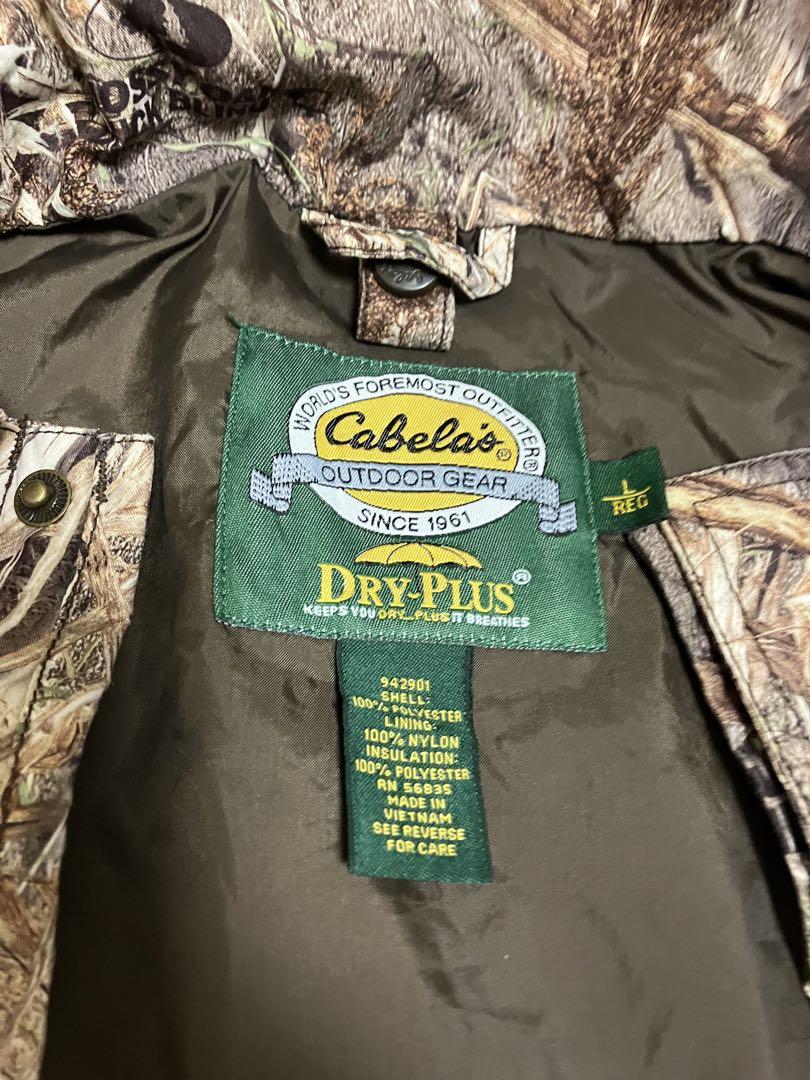 WORLD'S FOREMOST OUTFITTER®
Cabela's®
OUTDOOR GEAR
SINCE 1961
L
REG
DRY-PLUS®
KEEPS YOU DRY...PLUS IT BREATHES
942901
SHELL:
100% POLYESTER
LINING:
100% NYLON
INSULATION:
100% POLYESTER
RN 56835
MADE IN
VIETNAM
SEE REVERSE
FOR CARE